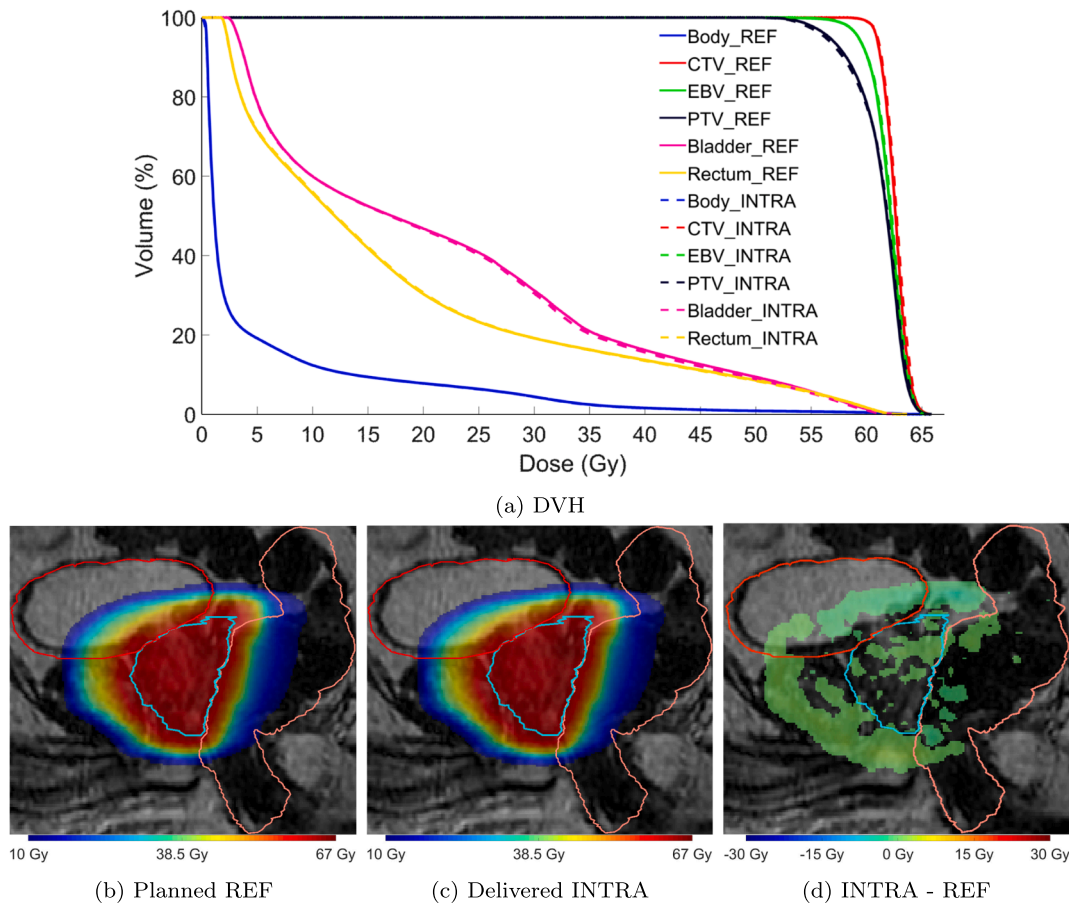 100
80
60
40
20
0
Volume (%)
Body_REF
CTV_REF
EBV_REF
PTV_REF
Bladder_REF
Rectum_REF
Body_INTRA
CTV_INTRA
EBV_INTRA
PTV_INTRA
Bladder_INTRA
Rectum_INTRA
0 5 10 15 20 25 30 35 40 45 50 55 60 65
Dose (Gy)
(a) DVH
10 Gy 38.5 Gy 67 Gy
10 Gy 38.5 Gy 67 Gy
-30 Gy -15 Gy 0 Gy 15 Gy 30 Gy
(b) Planned REF
(c) Delivered INTRA
(d) INTRA - REF